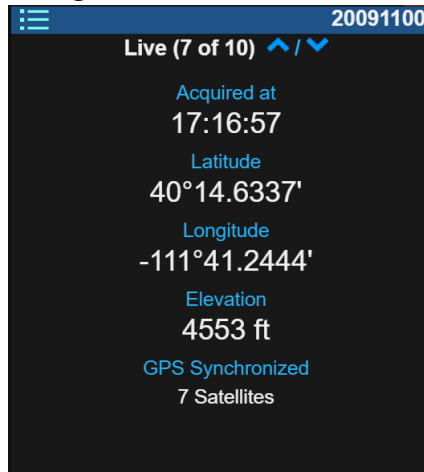 20091100
Live (7 of 10) /
Acquired at
17:16:57
Latitude
40°14.6337'
Longitude
-111°41.2444'
Elevation
4553 ft
GPS Synchronized
7 Satellites